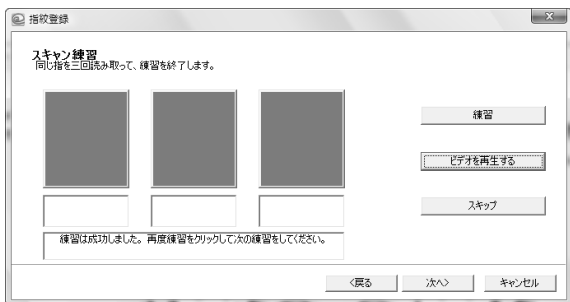 指紋登録
スキャン練習
同じ指を三回読み取って、練習を終了します。
練習
ビデオを再生する
スキップ
練習は成功しました。再度練習をクリックして次の練習をしてください。
<戻る
次へ>
キャンセル